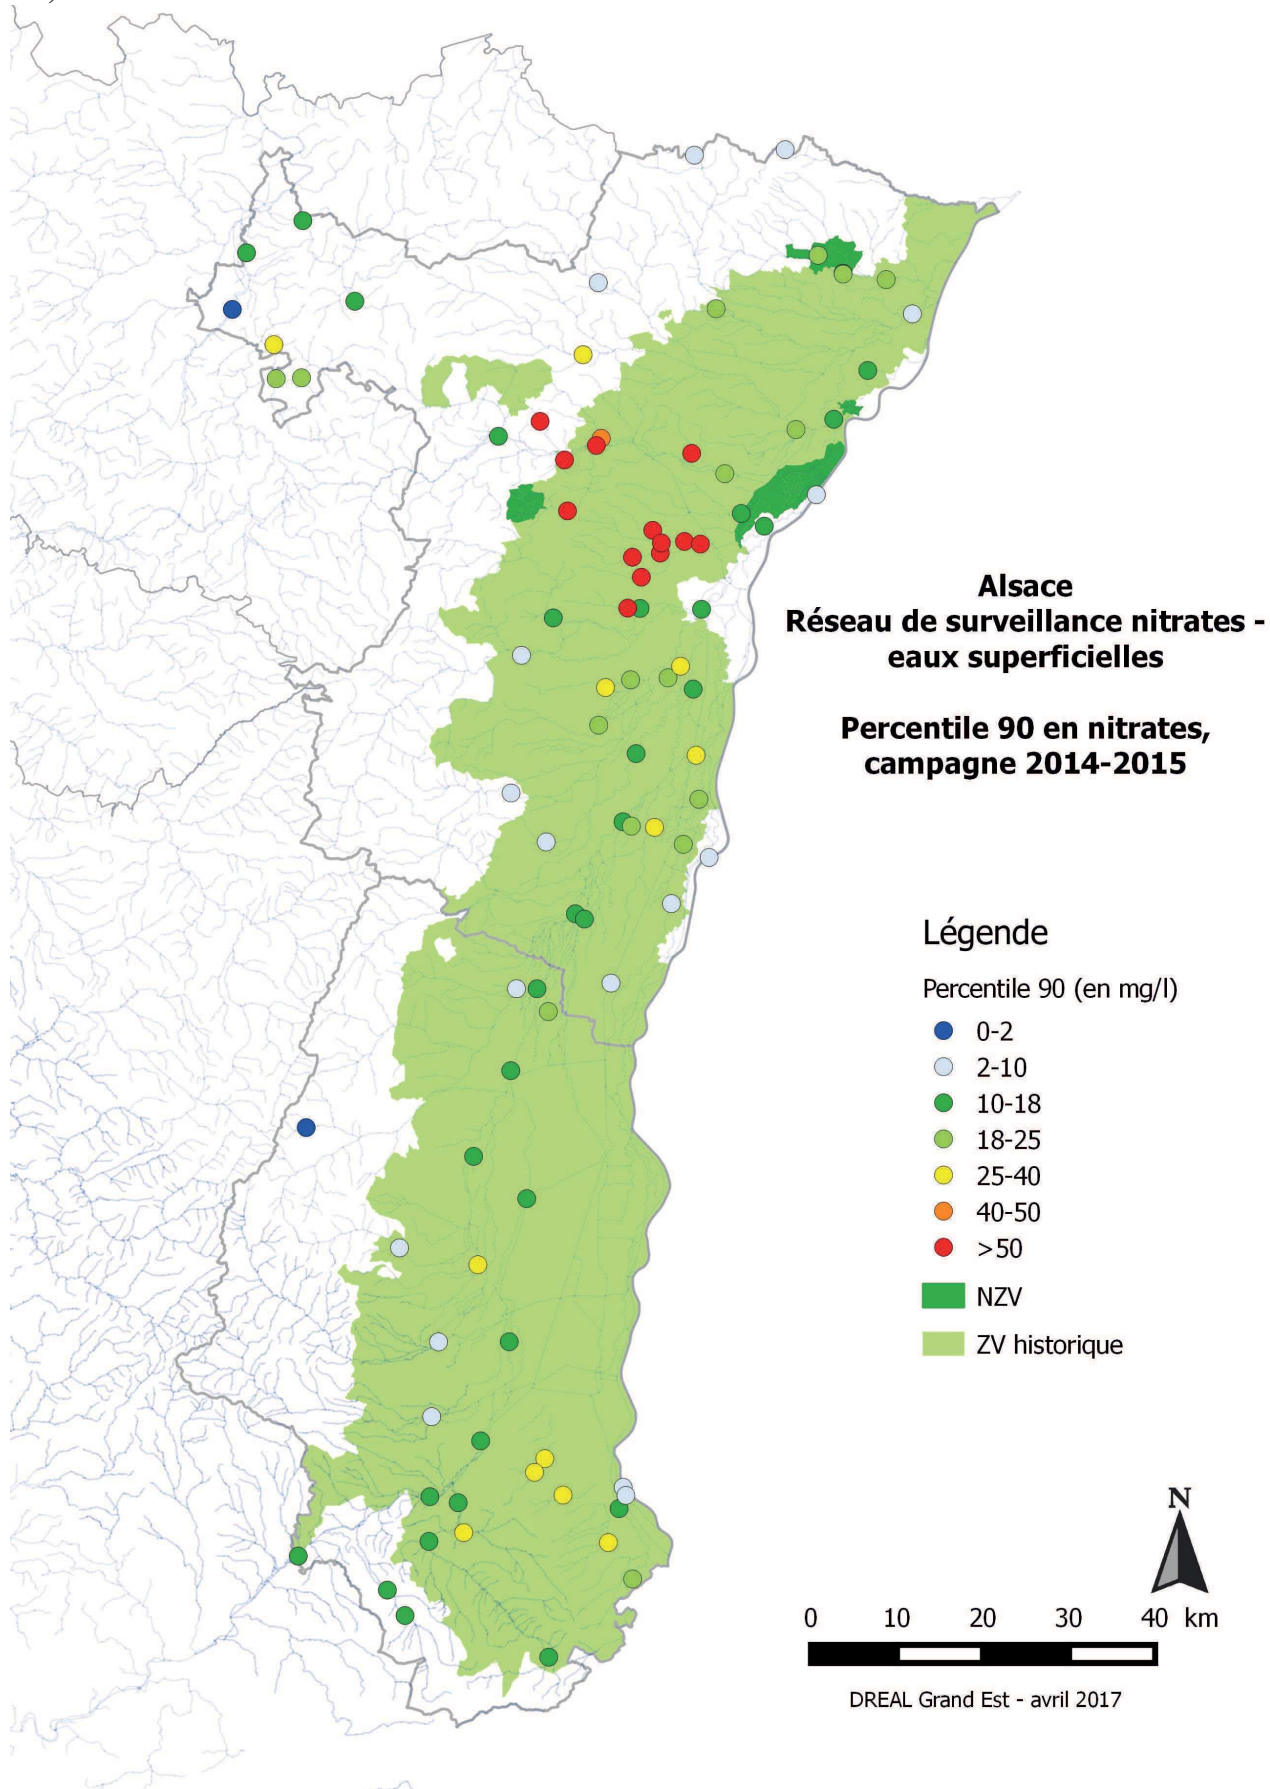 Alsace
Réseau de surveillance nitrates -
eaux superficielles
Percentile 90 en nitrates,
campagne 2014-2015
Légende
Percentile 90 (en mg/l)
0-2
2-10
10-18
18-25
25-40
40-50
>50
NZV
ZV historique
N
0 10 20 30 40 km
DREAL Grand Est - avril 2017